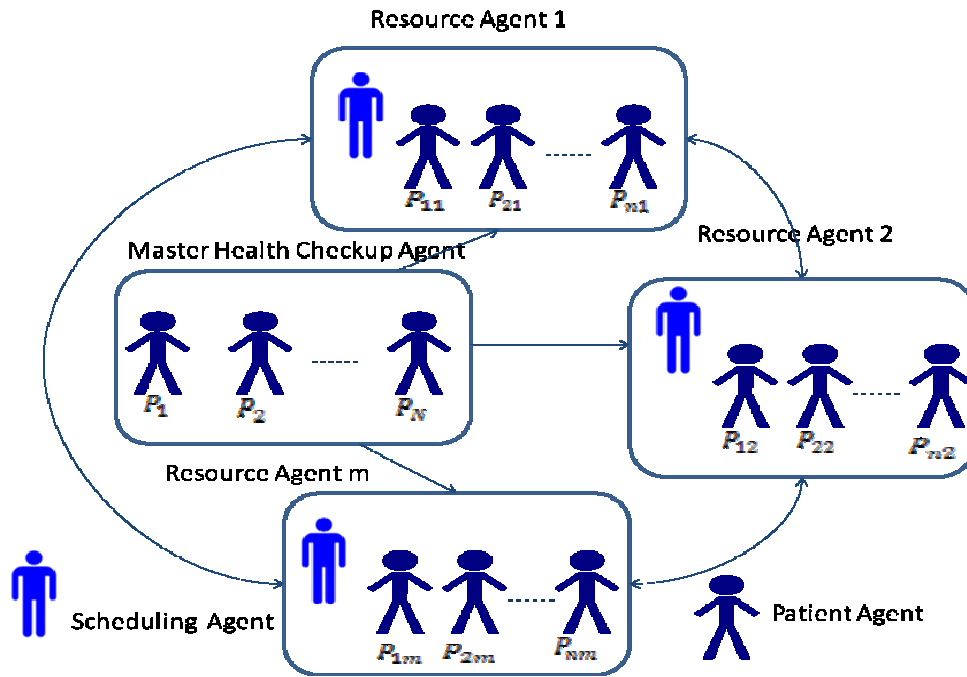 Resource Agent 1
P₁₁ P₂₁ -------- Pₙ₁
Resource Agent 2
Master Health Checkup Agent
P₁ P₂ -------- P_N
P₁₂ P₂₂ -------- Pₙ₂
Resource Agent m
P₁ₘ P₂ₘ -------- Pₙₘ
Scheduling Agent
Patient Agent